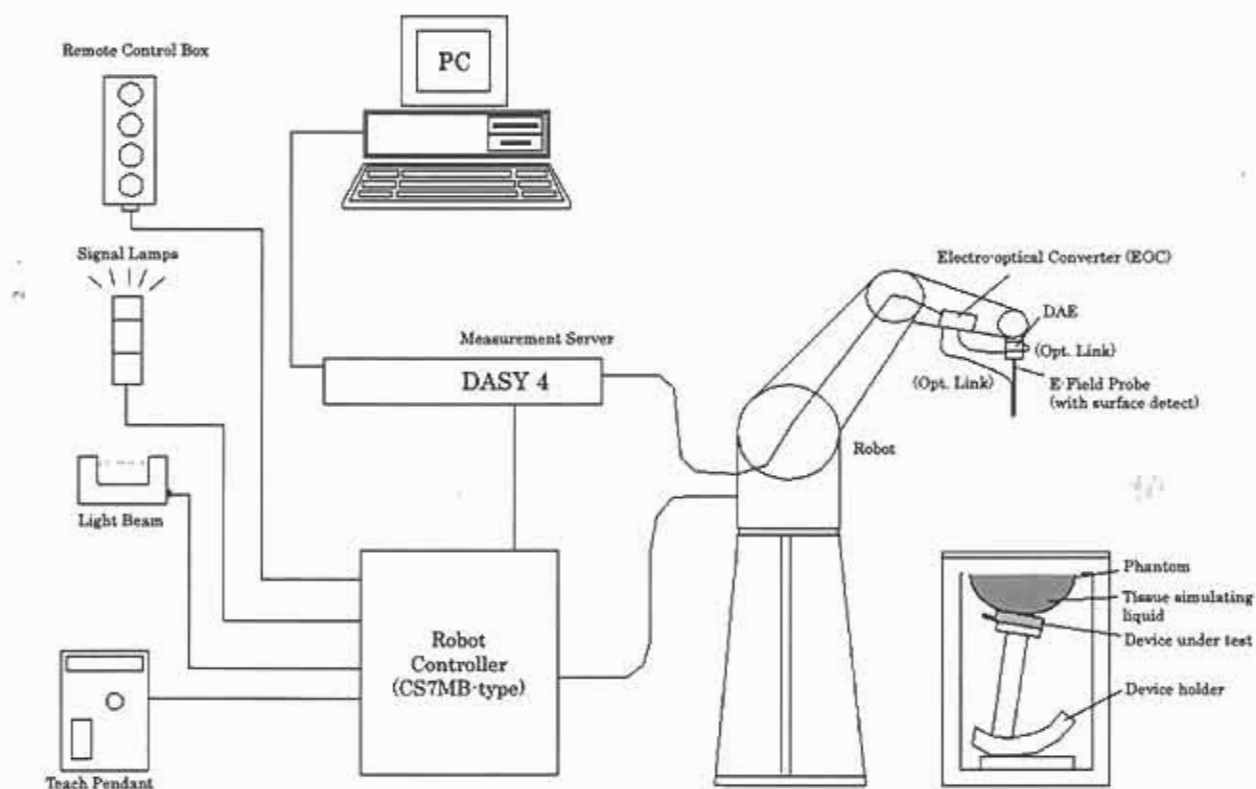 Remote Control Box
PC
Signal Lamps
Electro-optical Converter (EOC)
DAE
(Opt. Link)
(Opt. Link)
E-Field Probe
(with surface detect)
Measurement Server
DASY 4
Robot
Light Beam
Phantom
Tissue simulating
liquid
Device under test
Robot
Controller
(CS7MB-type)
Device holder
Teach Pendant
2